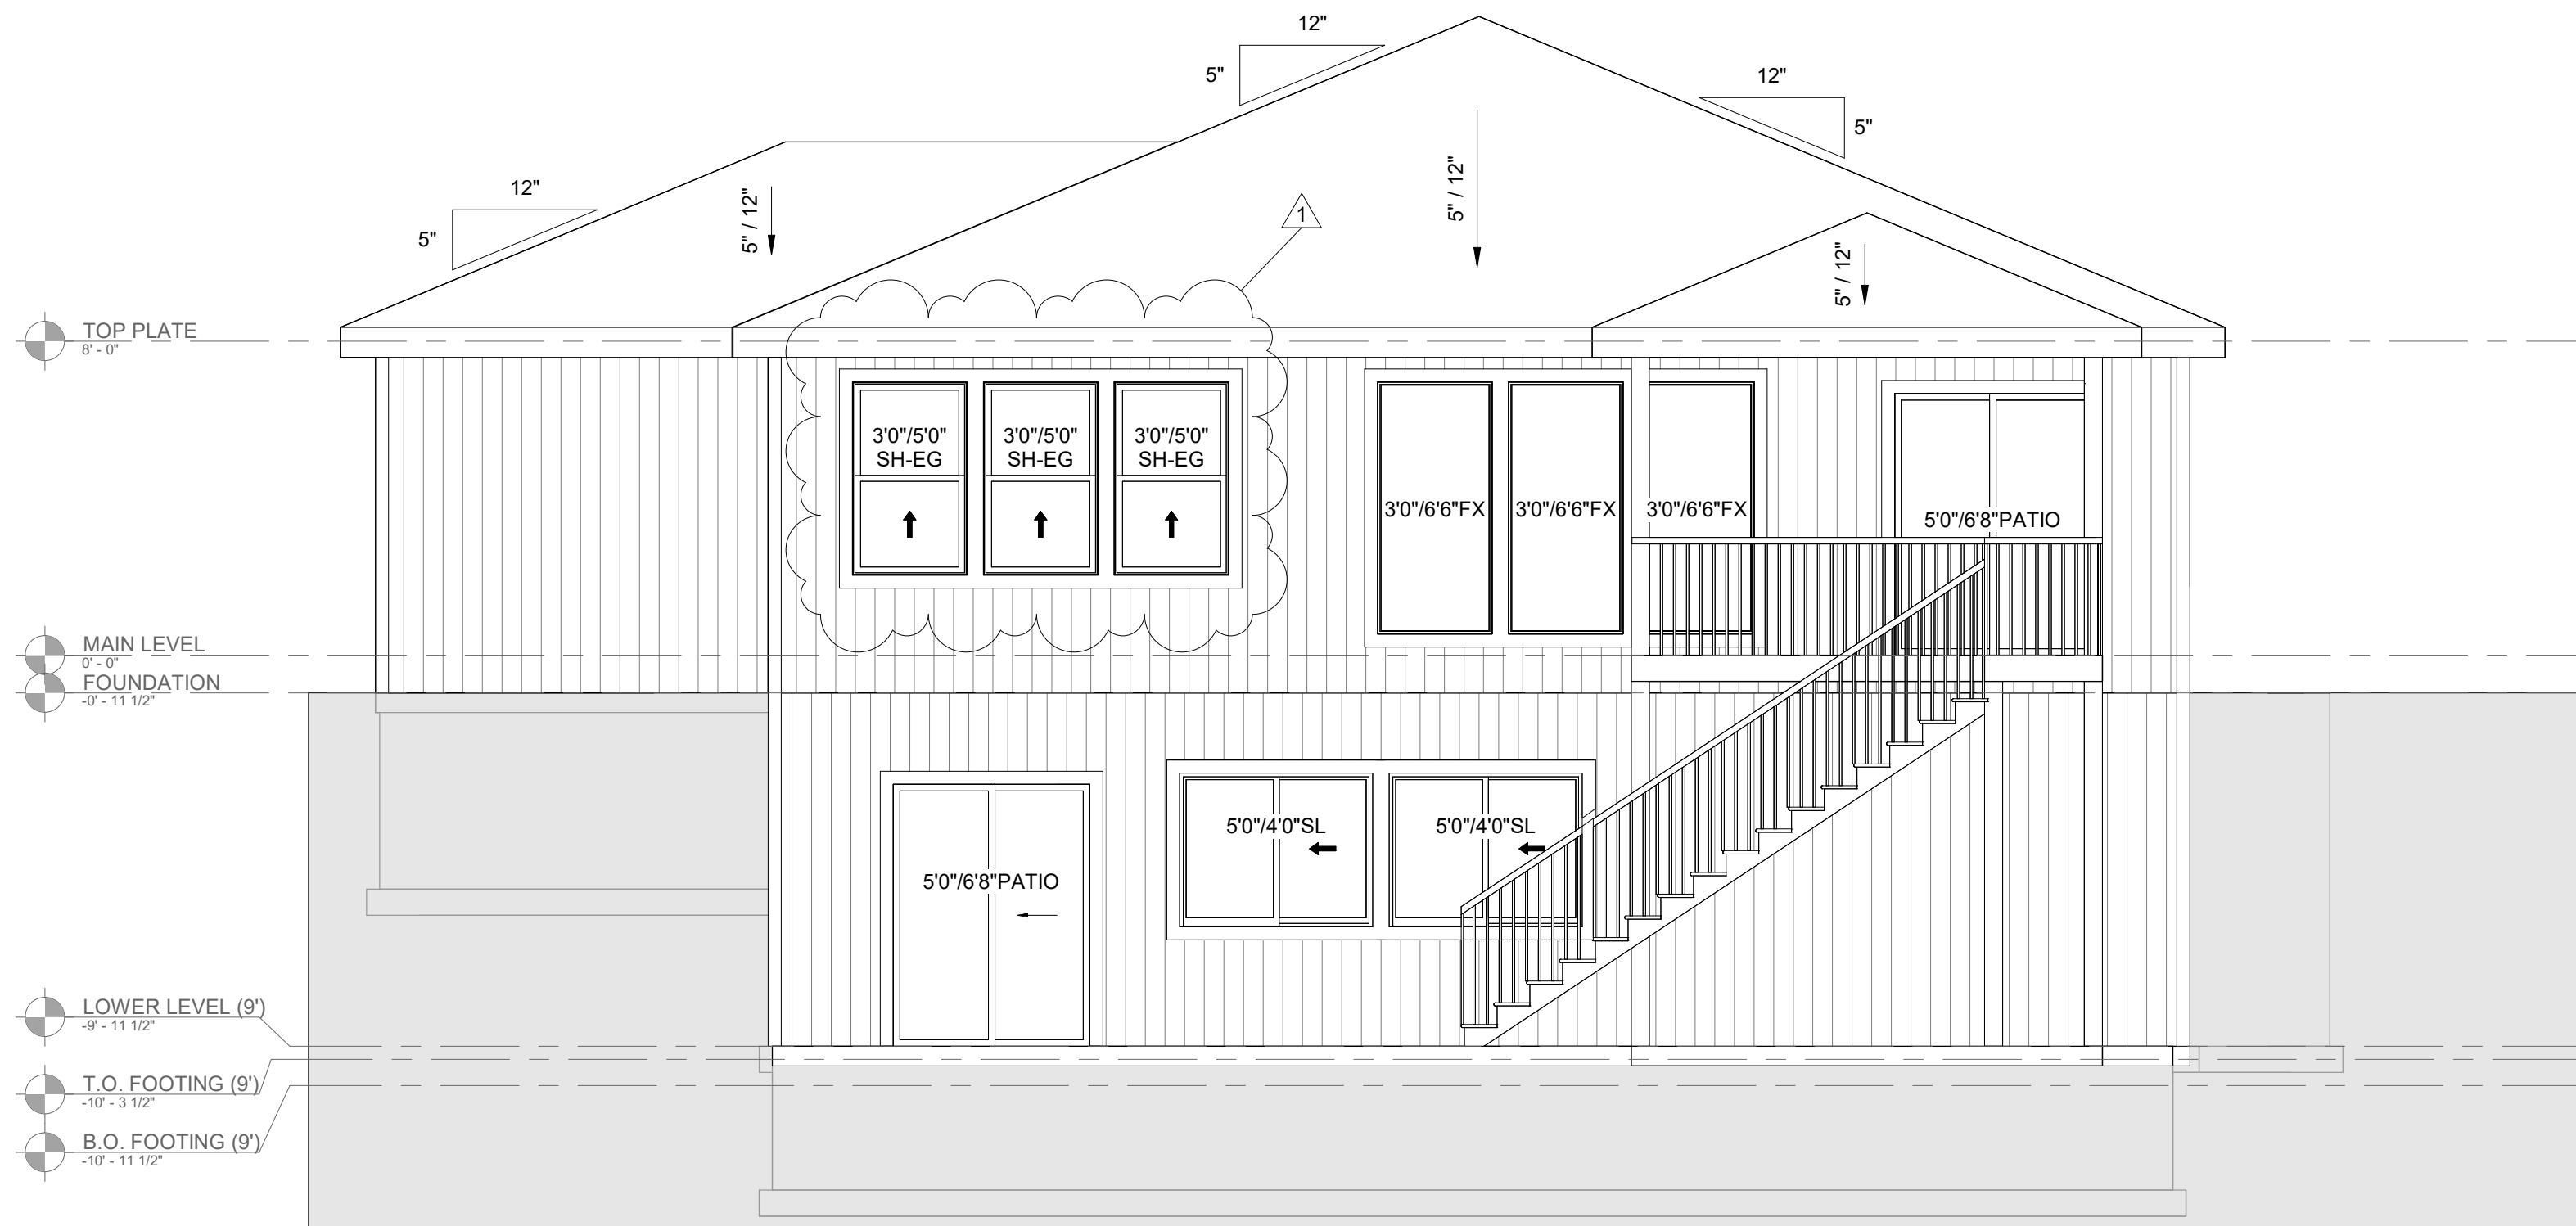 12"
5"
12"
5"
12"
5"
5" / 12"
5" / 12"
5" / 12"
1
TOP PLATE
8' - 0"
3'0"/5'0"
SH-EG
3'0"/5'0"
SH-EG
3'0"/5'0"
SH-EG
3'0"/6'6"FX
3'0"/6'6"FX
3'0"/6'6"FX
5'0"/6'8"PATIO
MAIN LEVEL
0' - 0"
FOUNDATION
-0' - 11 1/2"
5'0"/4'0"SL
5'0"/4'0"SL
5'0"/6'8"PATIO
LOWER LEVEL (9')
-9' - 11 1/2"
T.O. FOOTING (9')
-10' - 3 1/2"
B.O. FOOTING (9')
-10' - 11 1/2"